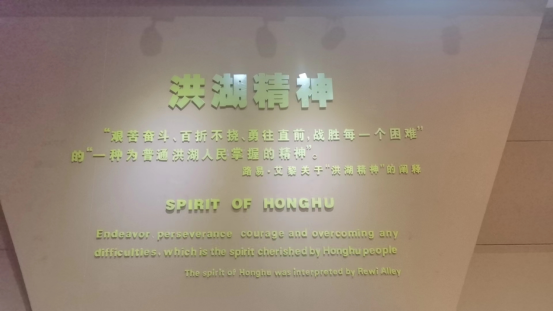 洪湖精神
“艰苦奋斗、百折不挠、勇往直前、战胜每一个困难”
的“一种为普通洪湖人民掌握的精神”。
路易·艾黎关于“洪湖精神”的阐释
SPIRIT OF HONGHU
Endeavor perseverance courage and overcoming any
difficulties, which is the spirit cherished by Honghu people
The spirit of Honghu was interpreted by Rewi Alley